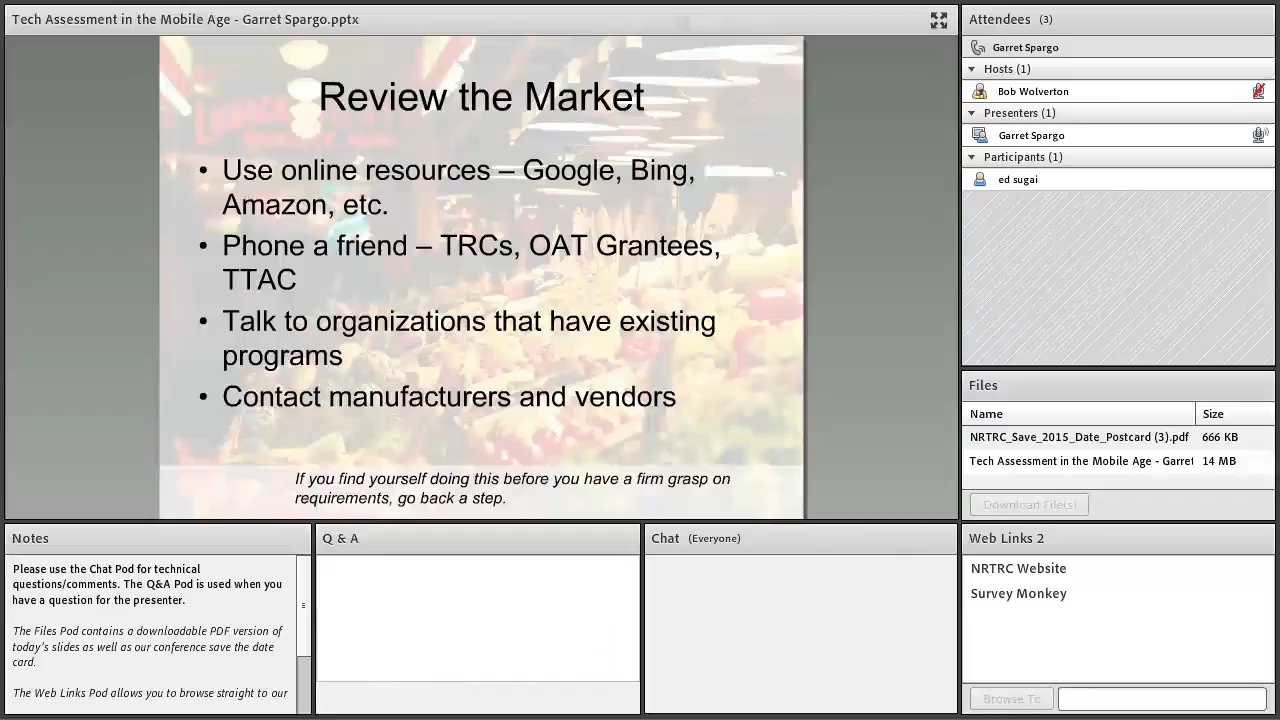 Tech Assessment in the Mobile Age - Garret Spargo.pptx
Review the Market
• Use online resources – Google, Bing,
Amazon, etc.
• Phone a friend – TRCs, OAT Grantees,
TTAC
• Talk to organizations that have existing
programs
• Contact manufacturers and vendors
If you find yourself doing this before you have a firm grasp on
requirements, go back a step.
Attendees (3)
Garret Spargo
Hosts (1)
Bob Wolverton
Presenters (1)
Garret Spargo
Participants (1)
ed sugai
Files
Name Size
NRTRC_Save_2015_Date_Postcard (3).pdf 666 KB
Tech Assessment in the Mobile Age - Garret 14 MB
Download File(s)
Notes
Please use the Chat Pod for technical
questions/comments. The Q&A Pod is used when you
have a question for the presenter.
The Files Pod contains a downloadable PDF version of
today's slides as well as our conference save the date
card.
The Web Links Pod allows you to browse straight to our
Q & A
Chat (Everyone)
Web Links 2
NRTRC Website
Survey Monkey
Browse To